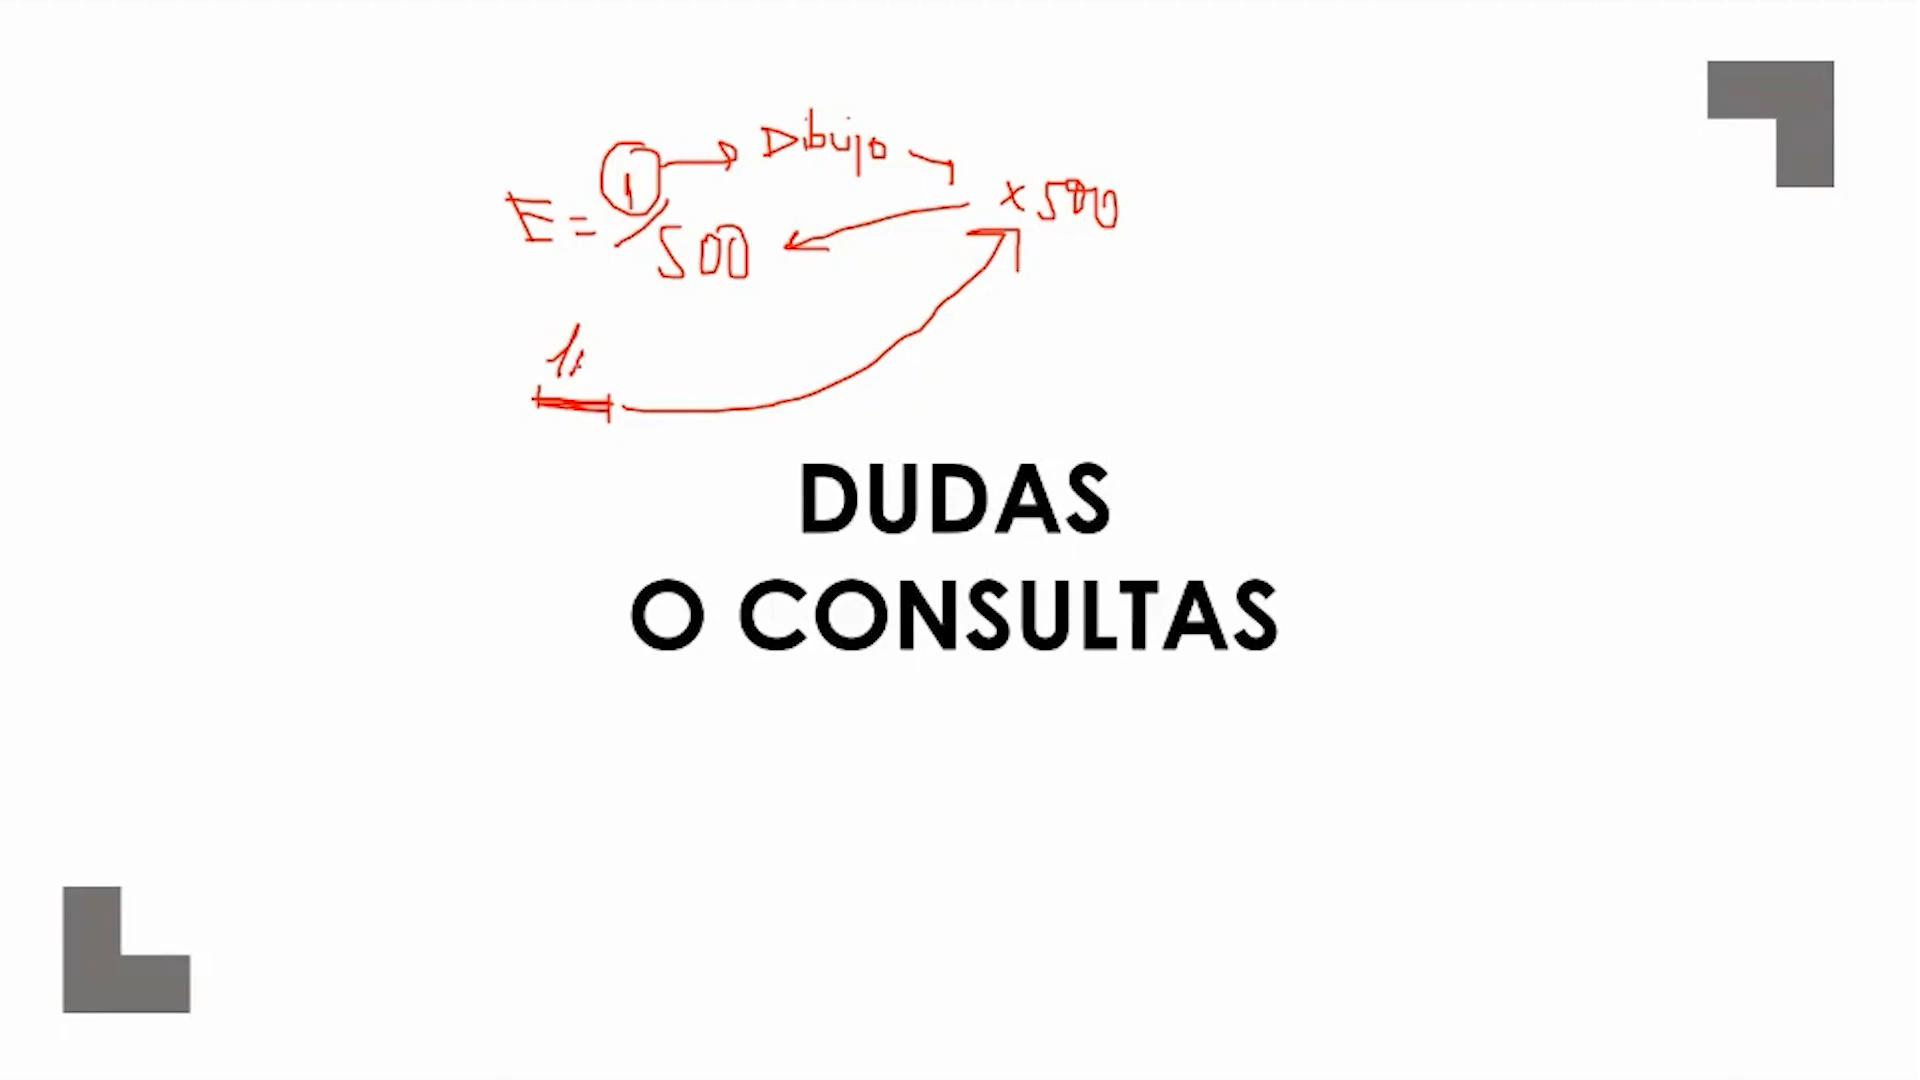 E = 1/500 → Dibujo
x 500
DUDAS
O CONSULTAS